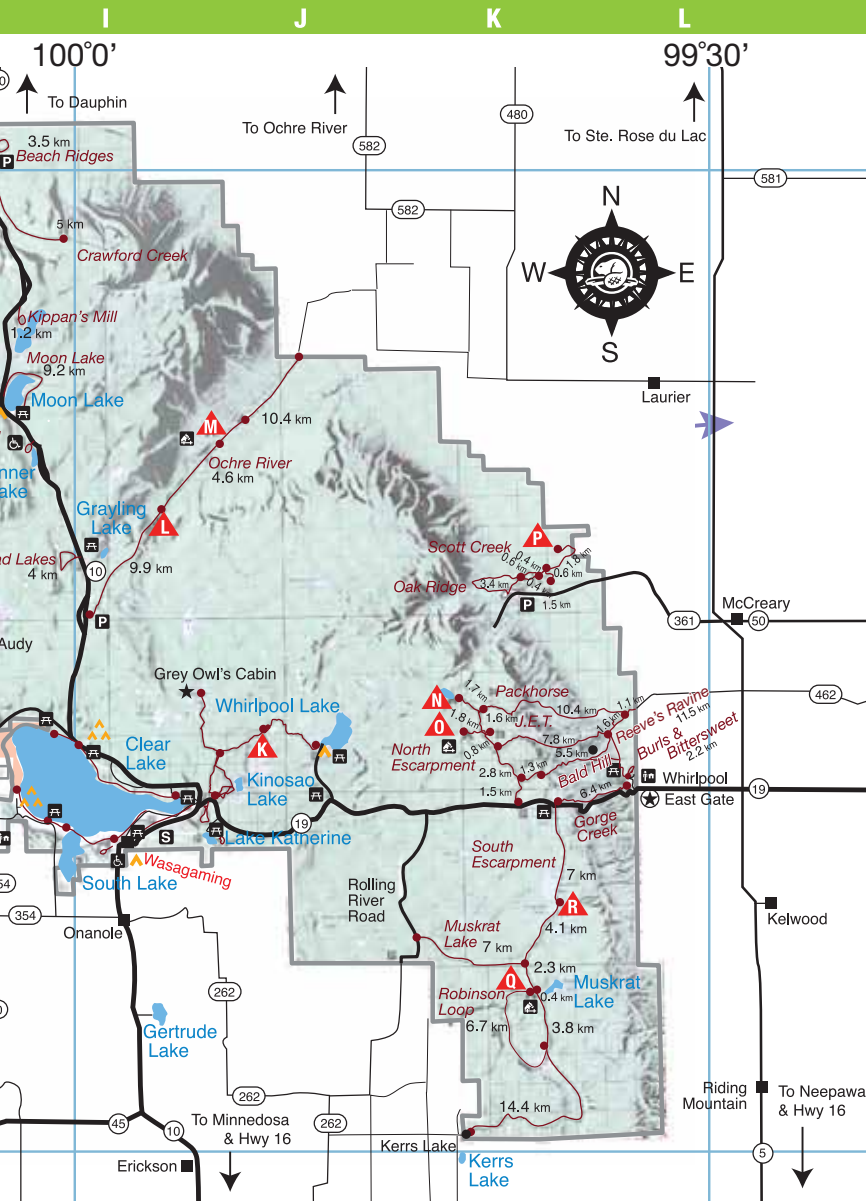 I J K L
100°0' 99°30'
To Dauphin
To Ochre River
480
To Ste. Rose du Lac
3.5 km
P
Beach Ridges
582
581
582
5 km
Crawford Creek
N
W E
S
Kippan's Mill
1.2 km
Moon Lake
9.2 km
Moon Lake
Laurier
M
10.4 km
Ochre River
4.6 km
nner
ake
Grayling
Lake
L
P
Scott Creek
0.4 km
0.6 km
1.8 km
0.6 km
ad Lakes
4 km
10
9.9 km
Oak Ridge
3.4 km
0.4 km
P
1.5 km
P
McCreary
361
50
Audy
Grey Owl's Cabin
Whirlpool Lake
N
1.7 km
Packhorse
10.4 km
1.1 km
462
O
1.8 km
1.6 km
J.E.T.
1.6 km
Reeve's Ravine
11.5 km
Burls &
Bittersweet
2.2 km
K
Clear
Lake
North
Escarpment
0.8 km
7.8 km
5.5 km
Bald Hill
2.8 km
1.3 km
1.5 km
6.4 km
Whirlpool
East Gate
19
Kinosao
Lake
19
Gorge
Creek
S
Lake Katherine
Wasagaming
South Lake
South
Escarpment
7 km
54
354
Onanole
Rolling
River
Road
R
4.1 km
Kelwood
Muskrat
Lake
7 km
2.3 km
Q
Robinson
Loop
0.4 km
Muskrat
Lake
262
Gertrude
Lake
6.7 km
3.8 km
262
14.4 km
Riding
Mountain
To Neepawa
& Hwy 16
45
10
To Minnedosa
& Hwy 16
262
Kerrs Lake
Kerrs
Lake
Erickson
5